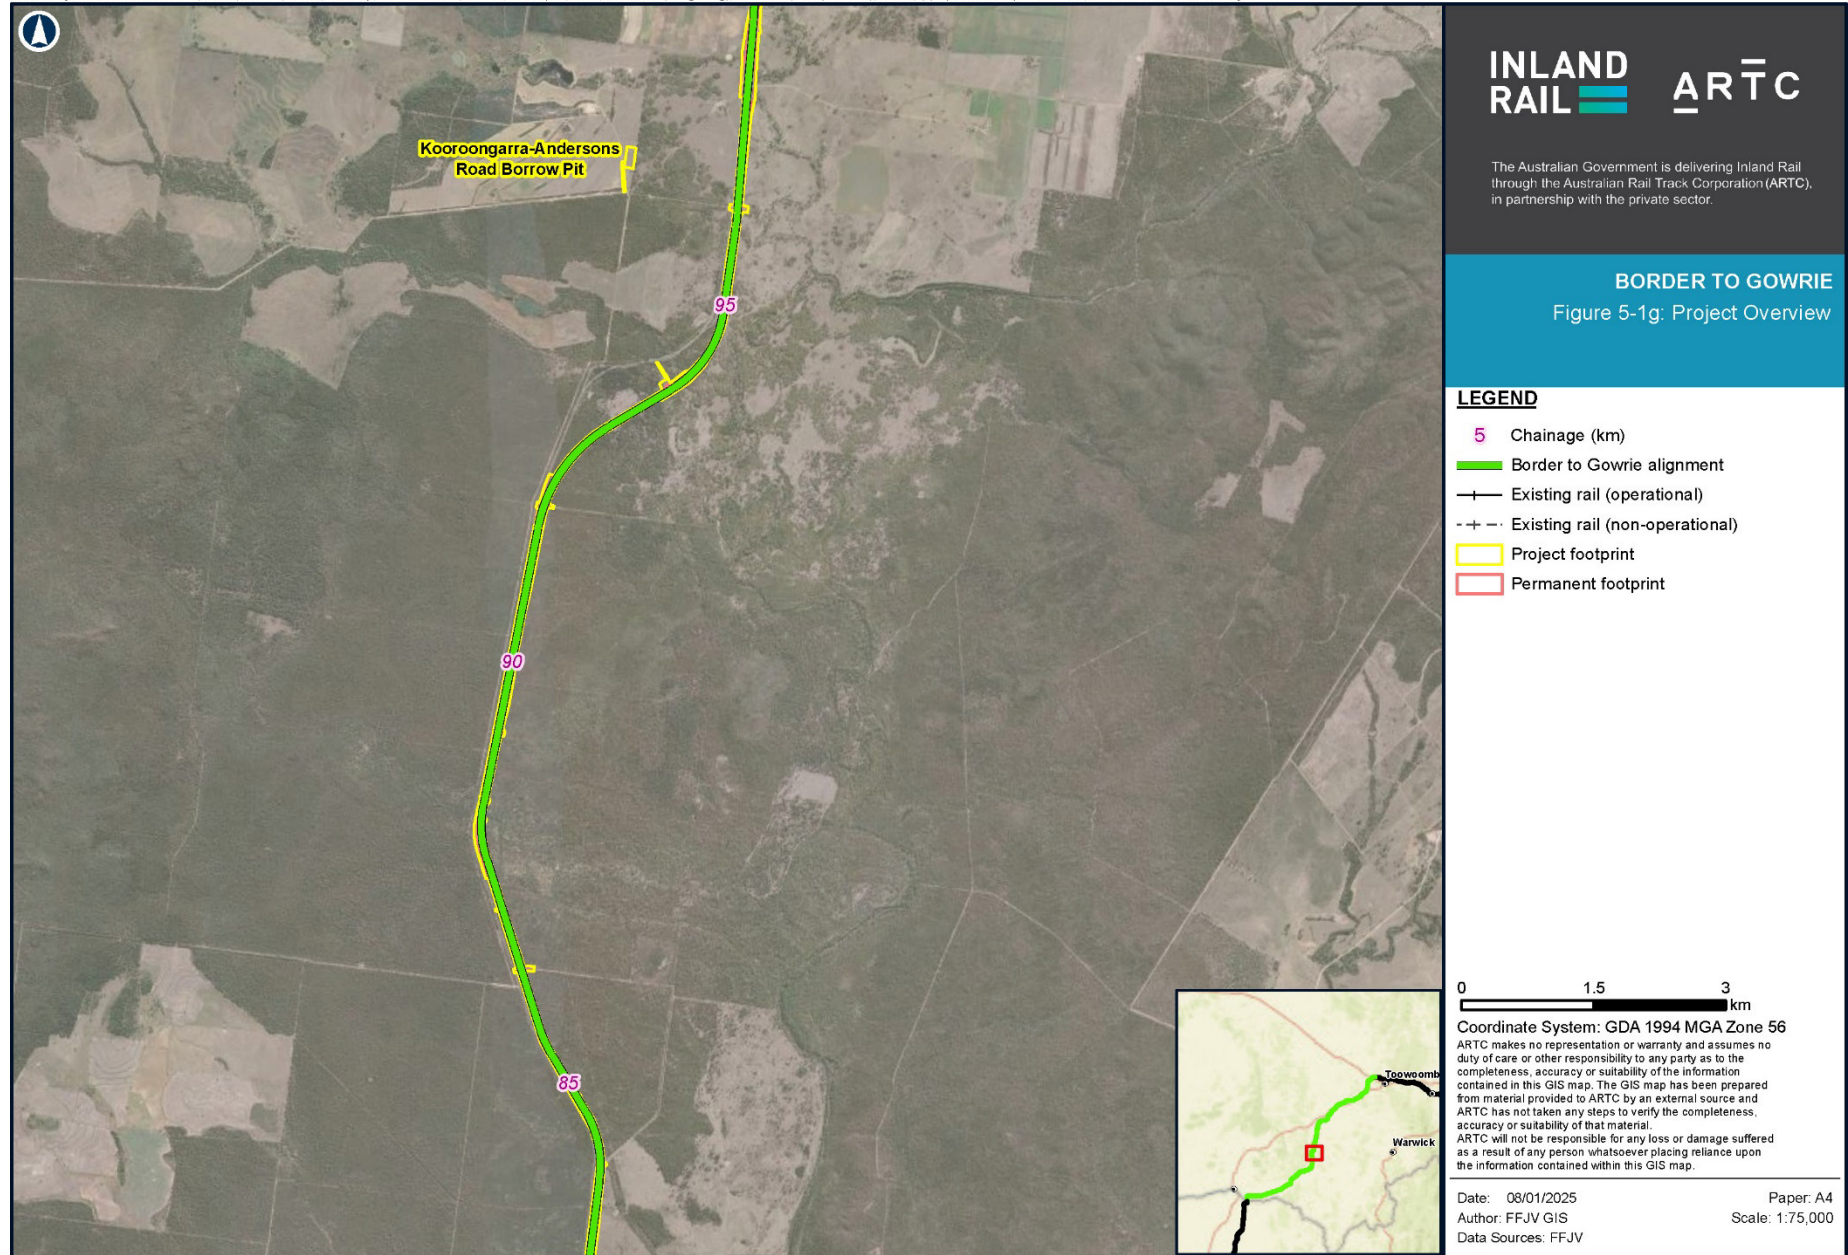 Kooroongarra-Andersons
Road Borrow Pit
95
90
85
INLAND
RAIL
ARTC
The Australian Government is delivering Inland Rail
through the Australian Rail Track Corporation (ARTC),
in partnership with the private sector.
BORDER TO GOWRIE
Figure 5-1g: Project Overview
LEGEND
5 Chainage (km)
Border to Gowrie alignment
Existing rail (operational)
Existing rail (non-operational)
Project footprint
Permanent footprint
0 1.5 3
km
Coordinate System: GDA 1994 MGA Zone 56
ARTC makes no representation or warranty and assumes no
duty of care or other responsibility to any party as to the
completeness, accuracy or suitability of the information
contained in this GIS map. The GIS map has been prepared
from material provided to ARTC by an external source and
ARTC has not taken any steps to verify the completeness,
accuracy or suitability of that material.
ARTC will not be responsible for any loss or damage suffered
as a result of any person whatsoever placing reliance upon
the information contained within this GIS map.
Date: 08/01/2025 Paper: A4
Author: FFJV GIS Scale: 1:75,000
Data Sources: FFJV
Toowoomb
Warwick